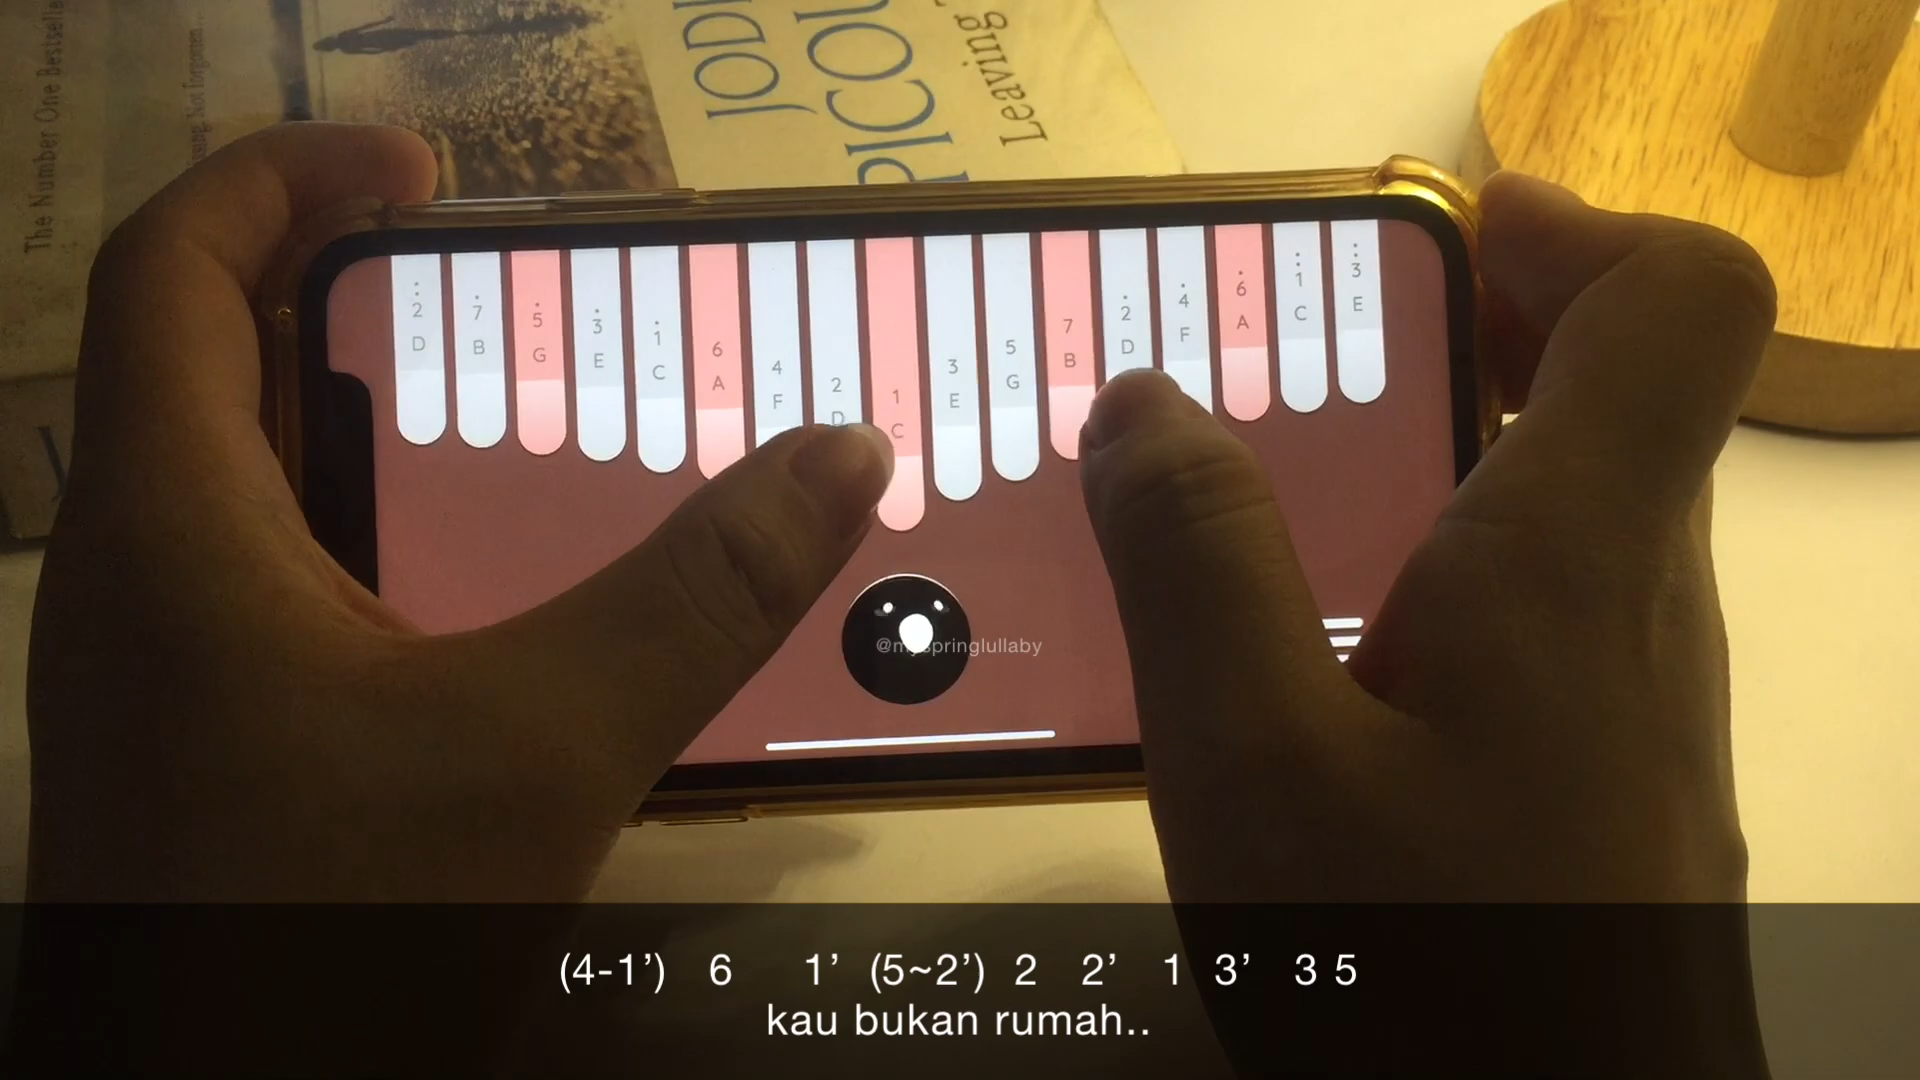 The Number One Bestseller
JODI
PICOU
Leaving
2 7 5 3 1 6 4 2 1 3 5 7 2 4 6 1 3
D B G E C A F D C E G B D F A C E
@myspringlullaby
(4-1’) 6 1’ (5~2’) 2 2’ 1 3’ 3 5
kau bukan rumah..